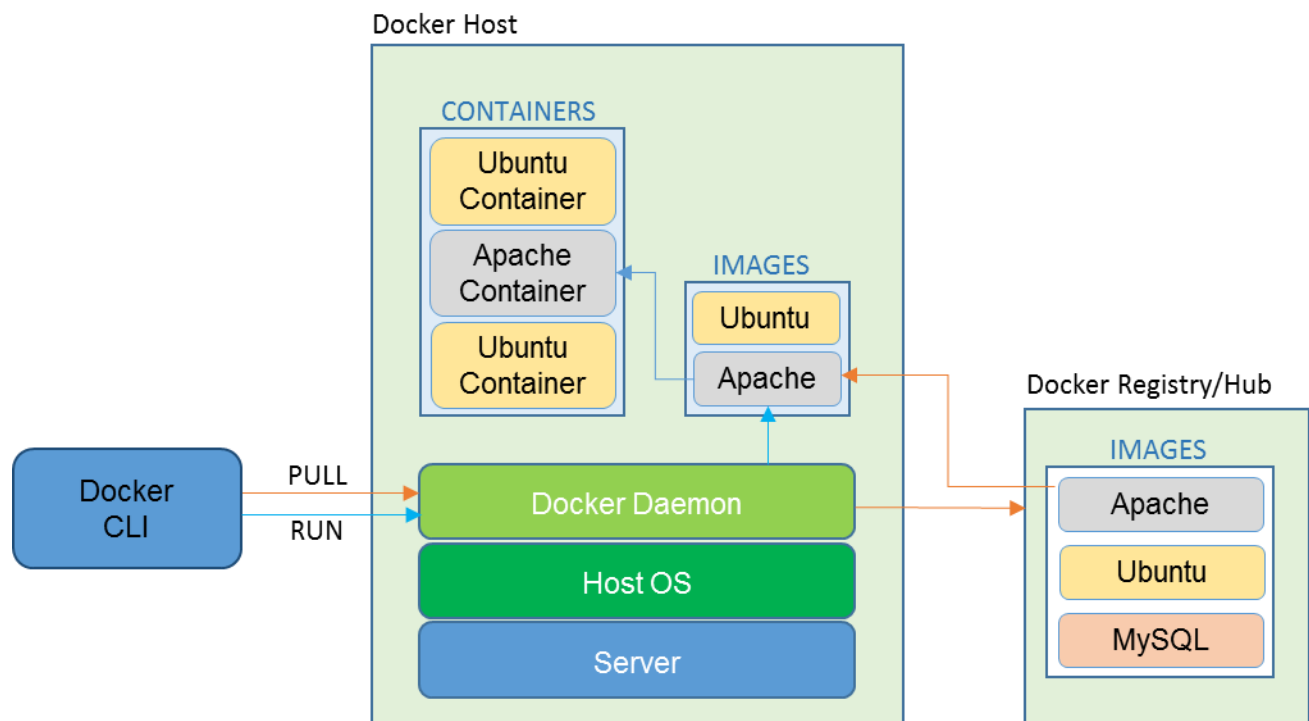 Docker Host
CONTAINERS
Ubuntu
Container
Apache
Container
Ubuntu
Container
IMAGES
Ubuntu
Apache
Docker
CLI
PULL
RUN
Docker Daemon
Host OS
Server
Docker Registry/Hub
IMAGES
Apache
Ubuntu
MySQL